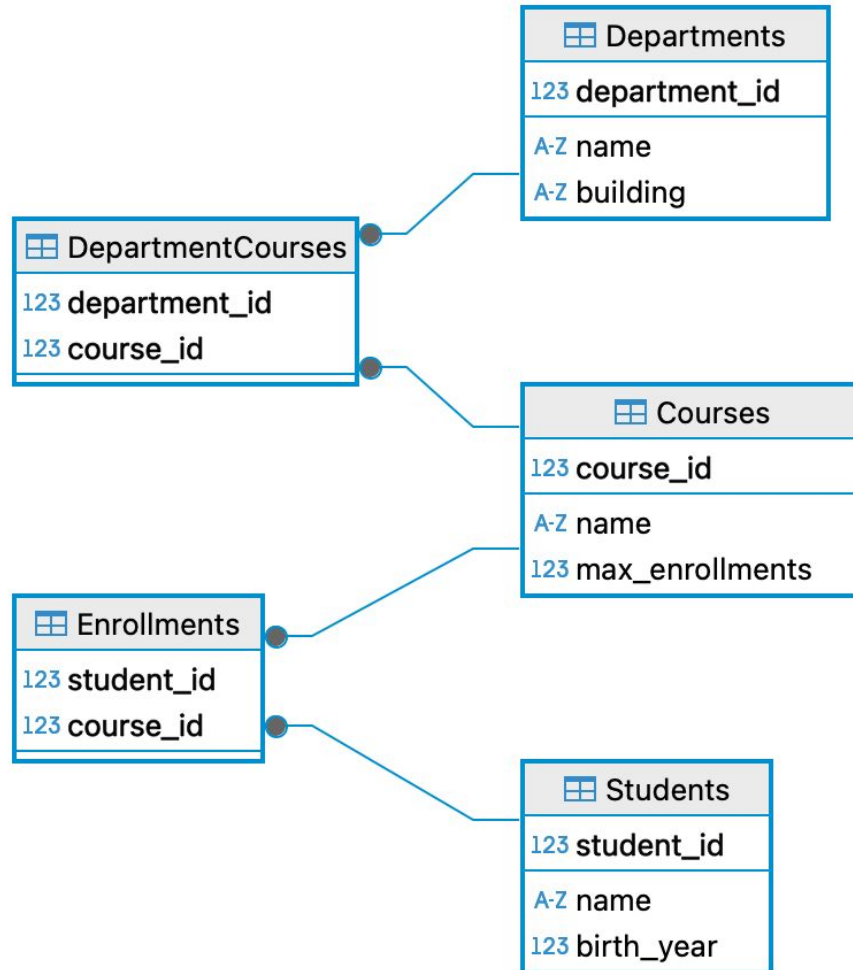 Departments
123 department_id
A-Z name
A-Z building
DepartmentCourses
123 department_id
123 course_id
Courses
123 course_id
A-Z name
123 max_enrollments
Enrollments
123 student_id
123 course_id
Students
123 student_id
A-Z name
123 birth_year